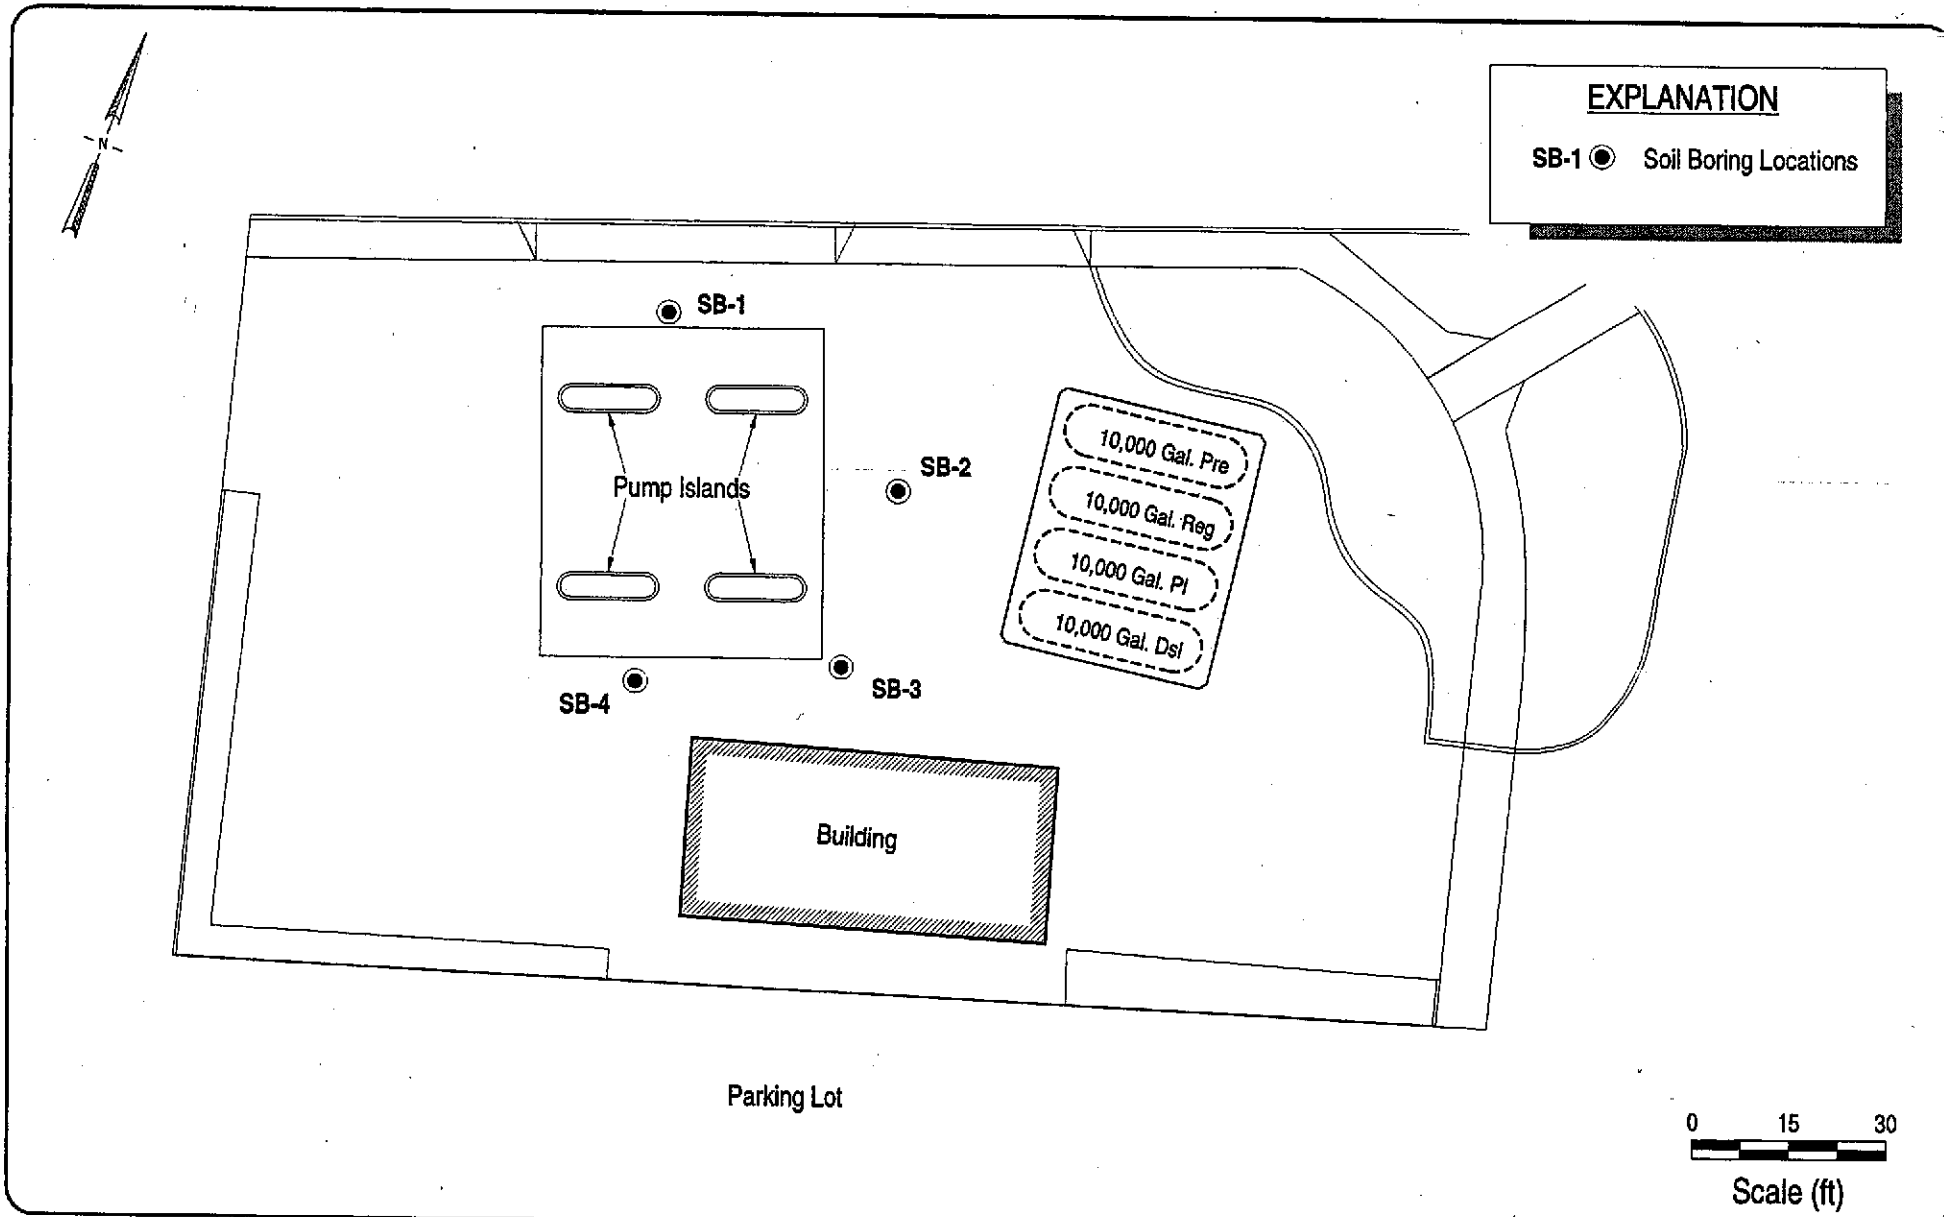 N
EXPLANATION
SB-1 Soil Boring Locations
SB-1
SB-2
Pump Islands
10,000 Gal. Pre
10,000 Gal. Reg
10,000 Gal. Pl
10,000 Gal. Dsl
SB-3
SB-4
Building
Parking Lot
0 15 30
Scale (ft)